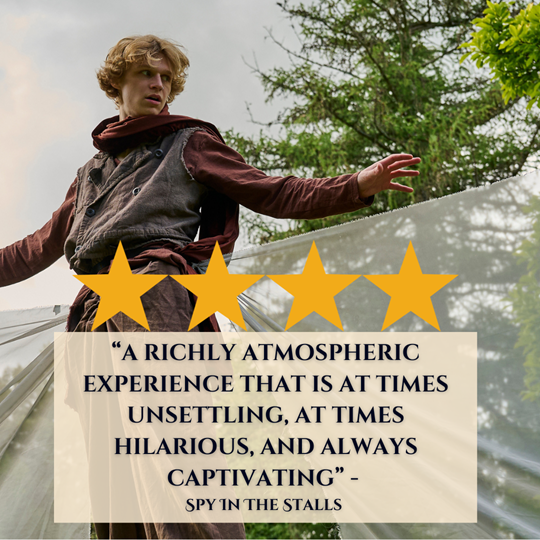 “A RICHLY ATMOSPHERIC
EXPERIENCE THAT IS AT TIMES
UNSETTLING, AT TIMES
HILARIOUS, AND ALWAYS
CAPTIVATING” -
SPY IN THE STALLS